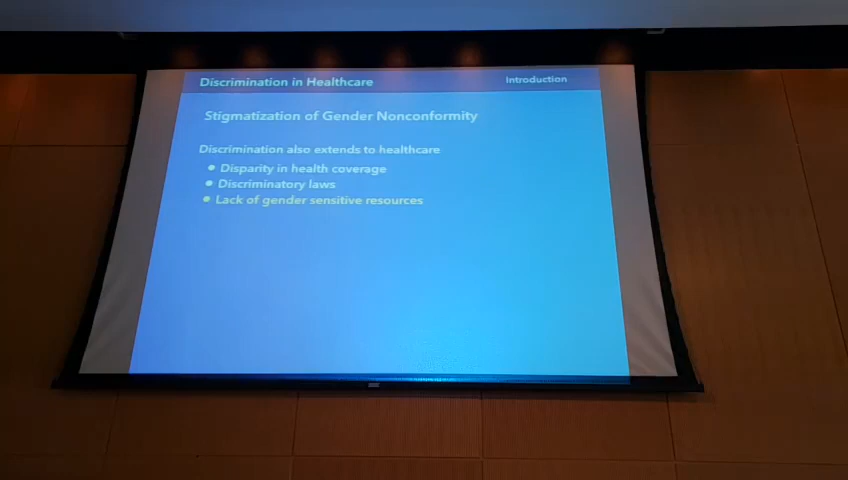 Discrimination in Healthcare
Introduction
Stigmatization of Gender Nonconformity
Discrimination also extends to healthcare
• Disparity in health coverage
• Discriminatory laws
• Lack of gender sensitive resources